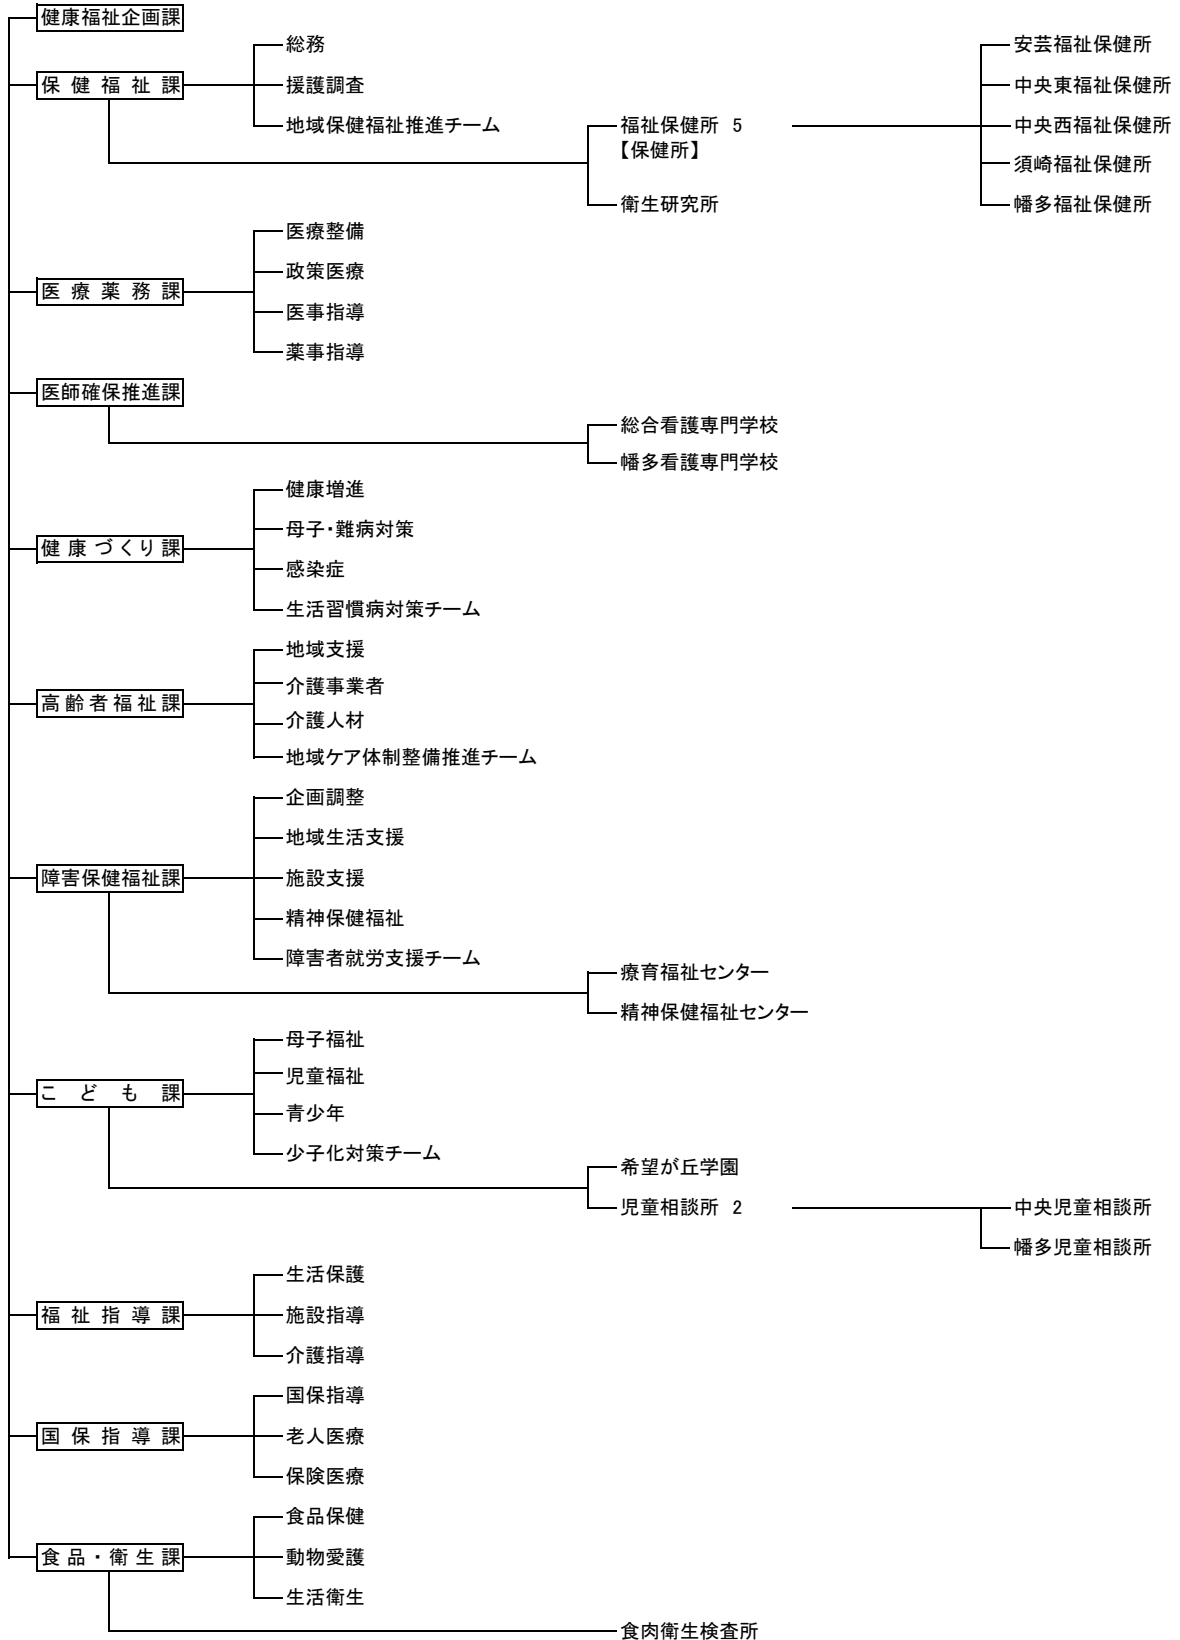 健康福祉企画課
保健福祉課
総務
援護調査
地域保健福祉推進チーム
福祉保健所 5
【保健所】
衛生研究所
安芸福祉保健所
中央東福祉保健所
中央西福祉保健所
須崎福祉保健所
幡多福祉保健所
医療薬務課
医療整備
政策医療
医事指導
薬事指導
医師確保推進課
総合看護専門学校
幡多看護専門学校
健康づくり課
健康増進
母子・難病対策
感染症
生活習慣病対策チーム
高齢者福祉課
地域支援
介護事業者
介護人材
地域ケア体制整備推進チーム
障害保健福祉課
企画調整
地域生活支援
施設支援
精神保健福祉
障害者就労支援チーム
療育福祉センター
精神保健福祉センター
こども課
母子福祉
児童福祉
青少年
少子化対策チーム
希望が丘学園
児童相談所 2
中央児童相談所
幡多児童相談所
福祉指導課
生活保護
施設指導
介護指導
国保指導課
国保指導
老人医療
保険医療
食品・衛生課
食品保健
動物愛護
生活衛生
食肉衛生検査所